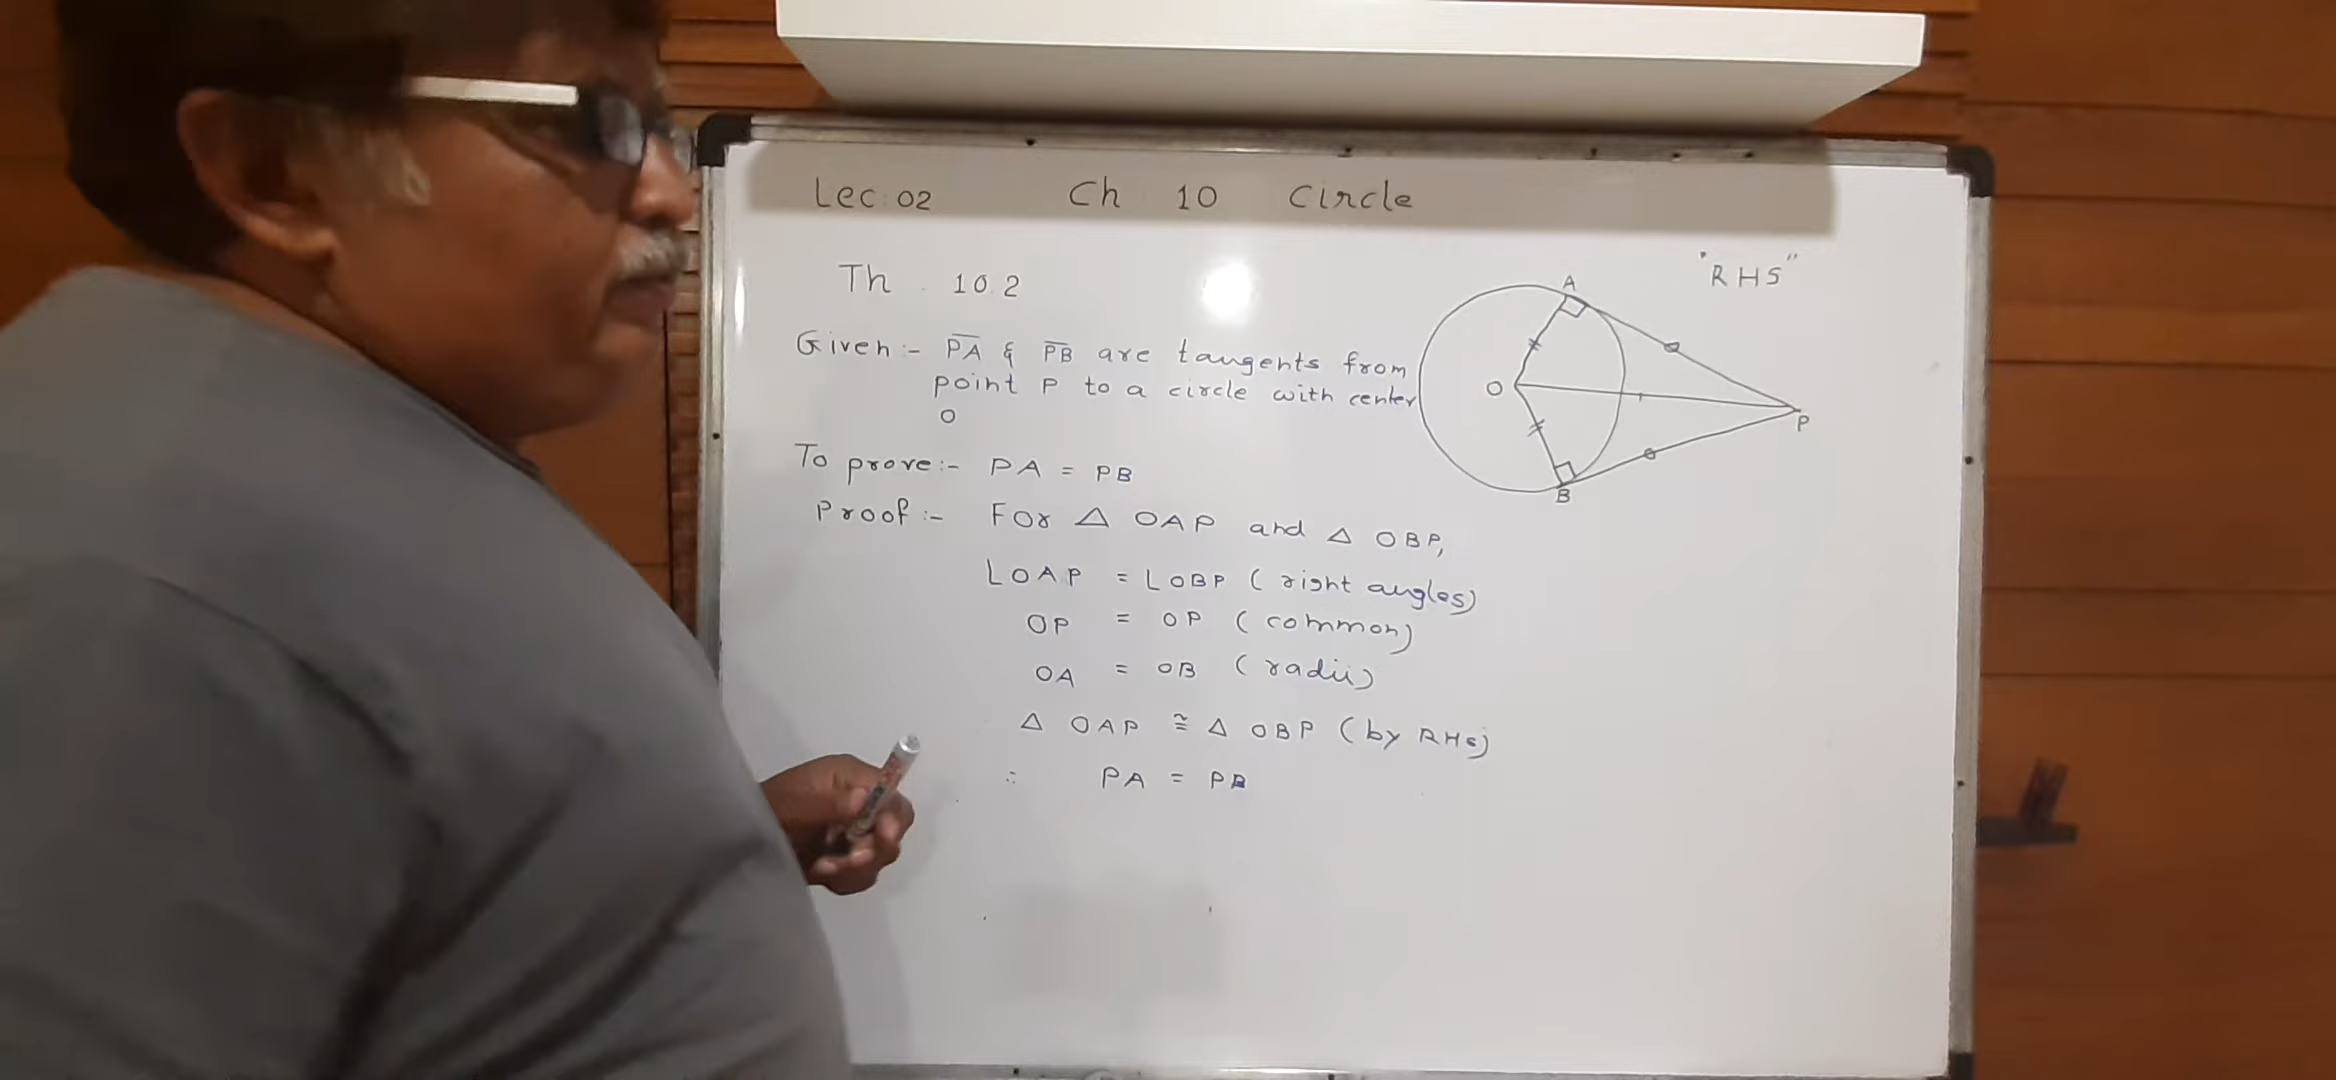 Lec: 02 Ch 10 Circle
Th . 10.2
"RHS"
Given :- PA & PB are tangents from
point P to a circle with center
O
A
O
P
B
To prove:- PA = PB
Proof :- For △ OAP and △ OBP,
∠OAP = ∠OBP (right angles)
OP = OP (common)
OA = OB (radii)
△ OAP ≅ △ OBP (by RHS)
∴ PA = PB